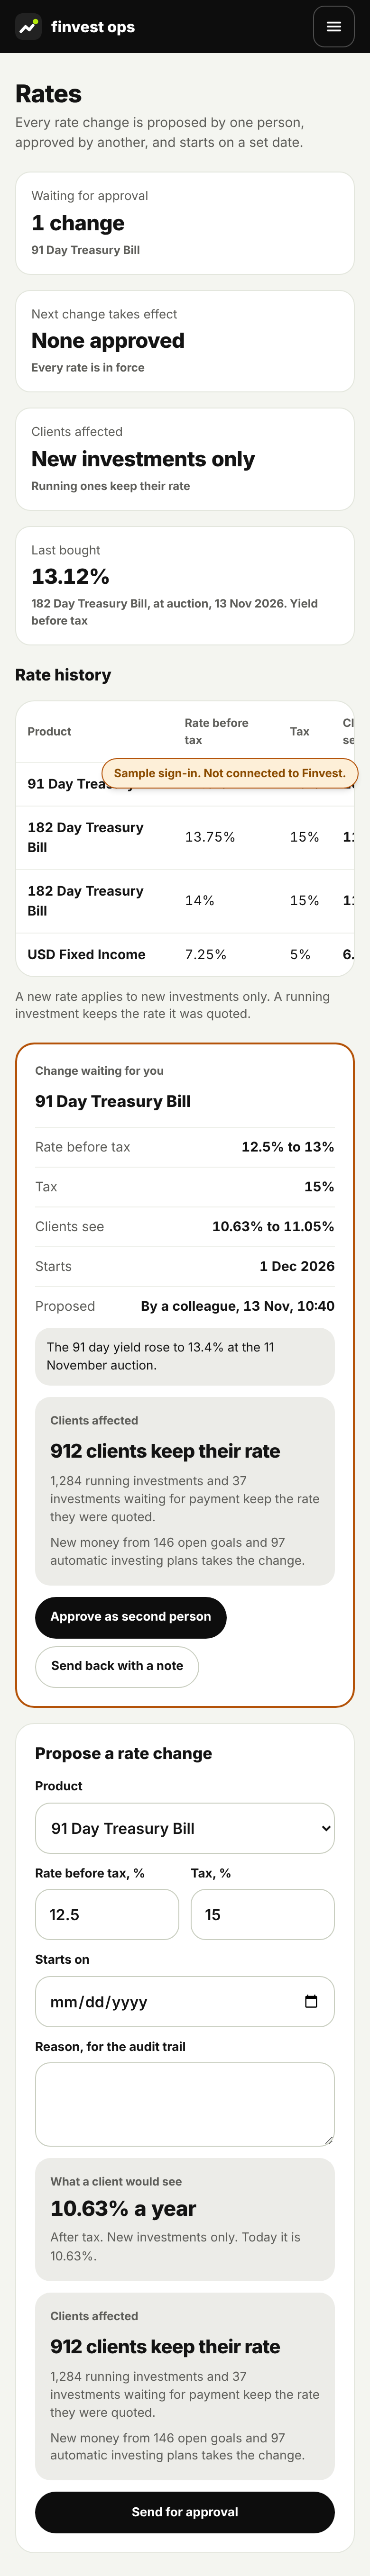 finvest ops
Rates
Every rate change is proposed by one person,
approved by another, and starts on a set date.
Waiting for approval
1 change
91 Day Treasury Bill
Next change takes effect
None approved
Every rate is in force
Clients affected
New investments only
Running ones keep their rate
Last bought
13.12%
182 Day Treasury Bill, at auction, 13 Nov 2026. Yield
before tax
Rate history
Product
Rate before
tax
Tax
Sample sign-in. Not connected to Finvest.
91 Day
182 Day Treasury
Bill
13.75%
15%
182 Day Treasury
Bill
14%
15%
USD Fixed Income
7.25%
5%
6.
A new rate applies to new investments only. A running
investment keeps the rate it was quoted.
Change waiting for you
91 Day Treasury Bill
Rate before tax
12.5% to 13%
Tax
15%
Clients see
10.63% to 11.05%
Starts
1 Dec 2026
Proposed
By a colleague, 13 Nov, 10:40
The 91 day yield rose to 13.4% at the 11
November auction.
Clients affected
912 clients keep their rate
1,284 running investments and 37
investments waiting for payment keep the rate
they were quoted.
New money from 146 open goals and 97
automatic investing plans takes the change.
Approve as second person
Send back with a note
Propose a rate change
Product
91 Day Treasury Bill
Rate before tax, %
Tax, %
12.5
15
Starts on
mm/dd/yyyy
Reason, for the audit trail
What a client would see
10.63% a year
After tax. New investments only. Today it is
10.63%.
Clients affected
912 clients keep their rate
1,284 running investments and 37
investments waiting for payment keep the rate
they were quoted.
New money from 146 open goals and 97
automatic investing plans takes the change.
Send for approval